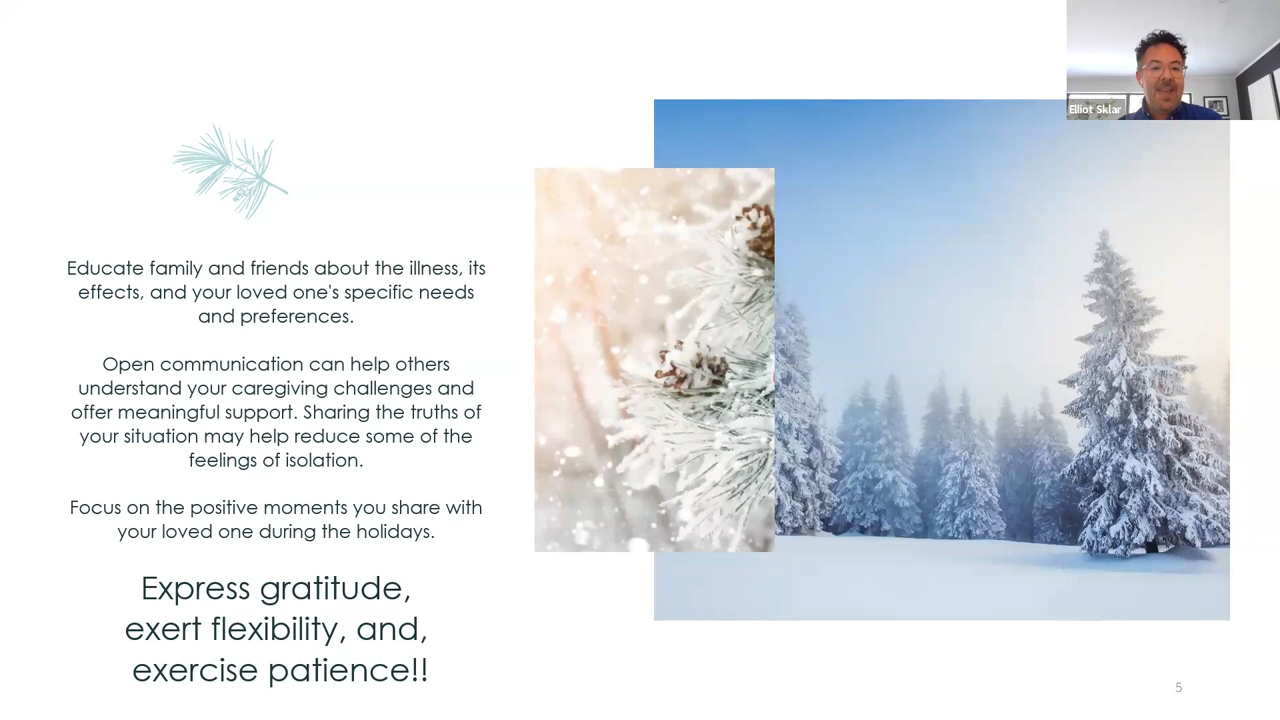 Elliot Sklar
Educate family and friends about the illness, its
effects, and your loved one's specific needs
and preferences.
Open communication can help others
understand your caregiving challenges and
offer meaningful support. Sharing the truths of
your situation may help reduce some of the
feelings of isolation.
Focus on the positive moments you share with
your loved one during the holidays.
Express gratitude,
exert flexibility, and,
exercise patience!!
5